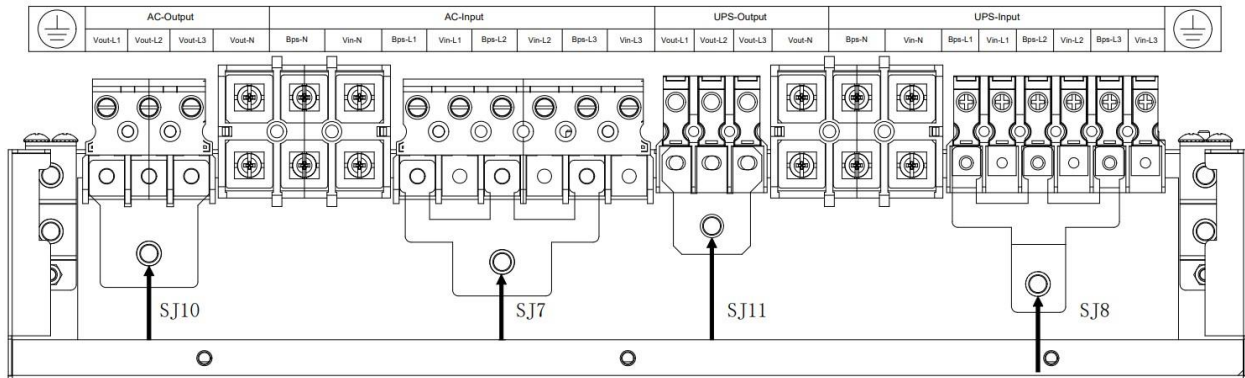 AC-Output AC-Input UPS-Output UPS-Input
Vout-L1 Vout-L2 Vout-L3 Vout-N Bps-N Vin-N Bps-L1 Vin-L1 Bps-L2 Vin-L2 Bps-L3 Vin-L3 Vout-L1 Vout-L2 Vout-L3 Vout-N Bps-N Vin-N Bps-L1 Vin-L1 Bps-L2 Vin-L2 Bps-L3 Vin-L3
SJ10 SJ7 SJ11 SJ8